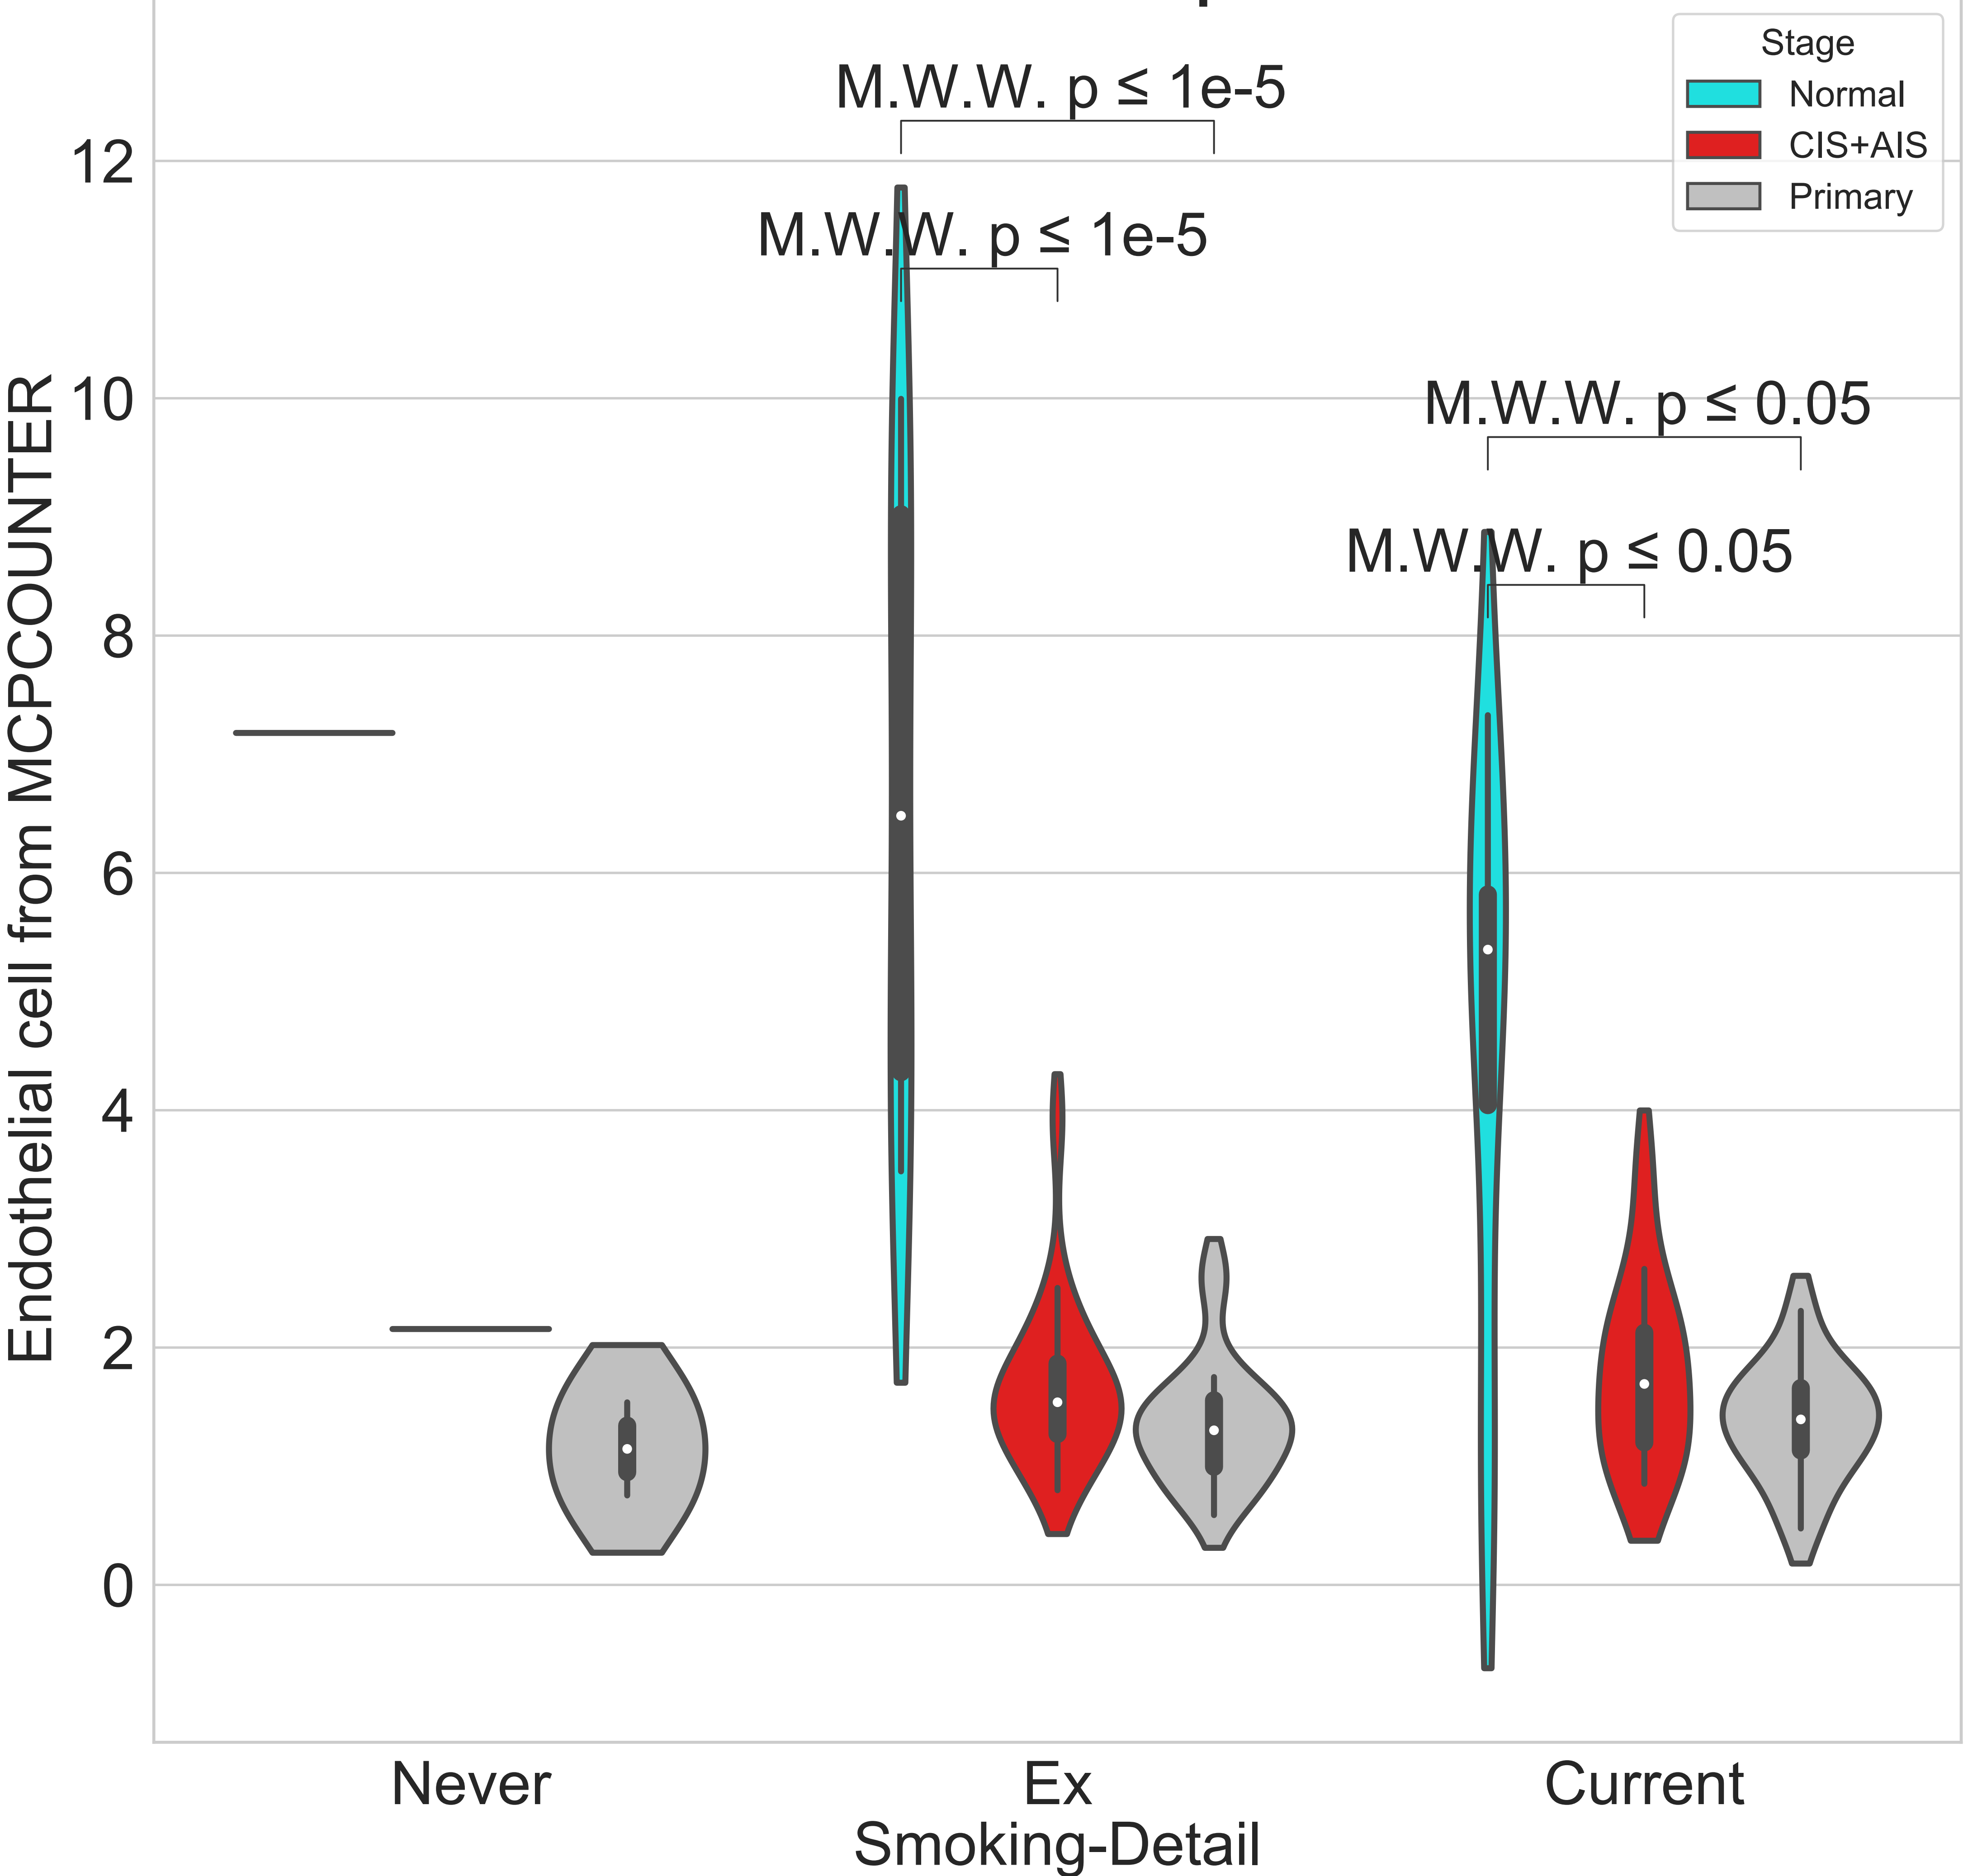 M.W.W. p ≤ 1e-5
M.W.W. p ≤ 1e-5
M.W.W. p ≤ 0.05
M.W.W. p ≤ 0.05
Stage
Normal
CIS+AIS
Primary
Endothelial cell from MCPCOUNTER
12
10
8
6
4
2
0
Never
Ex
Current
Smoking-Detail